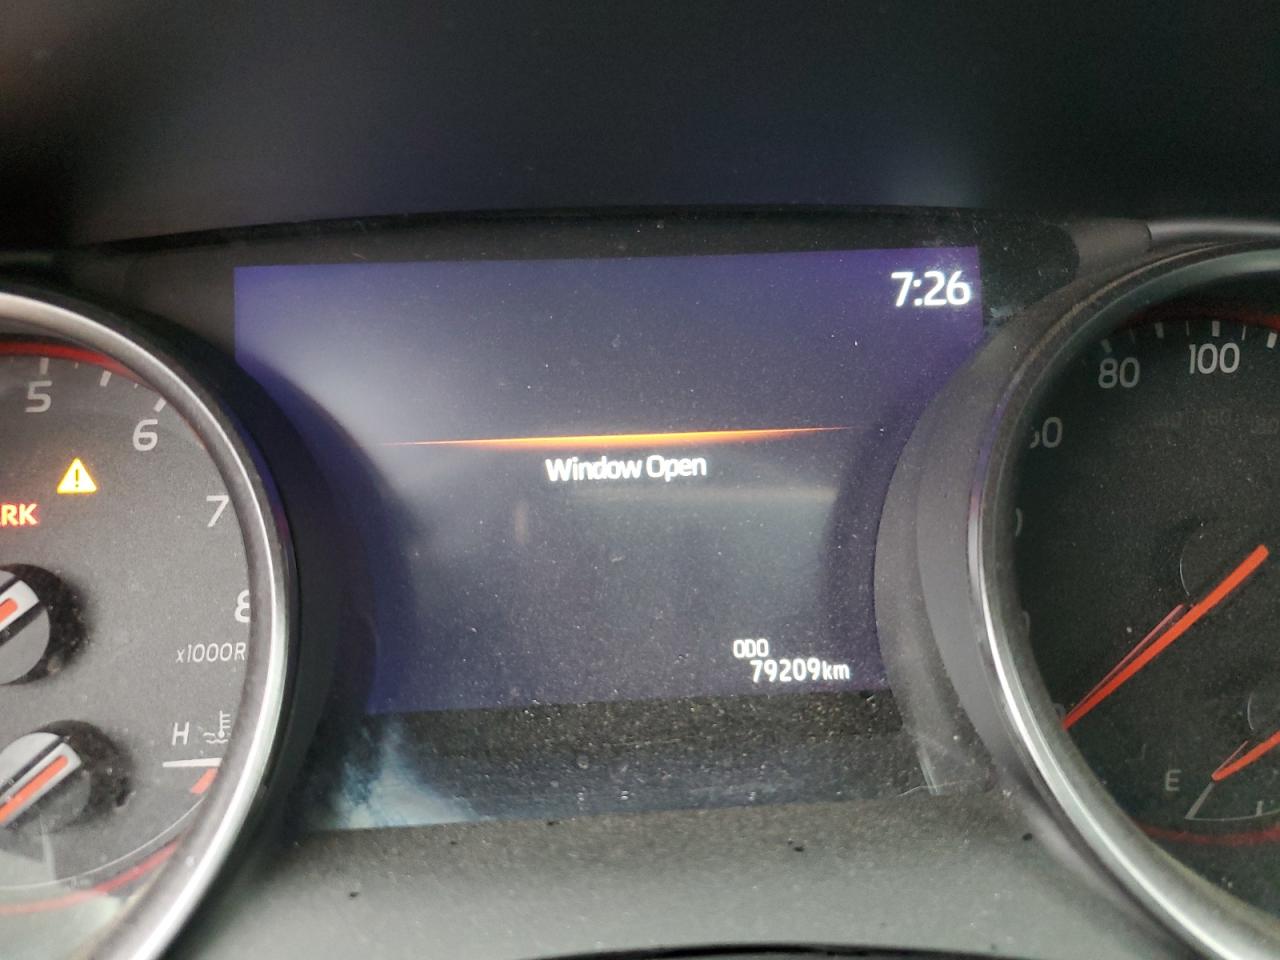 7:26
5
6
RK
7
8
x1000R
H
Window Open
ODO
79209km
80
100
E